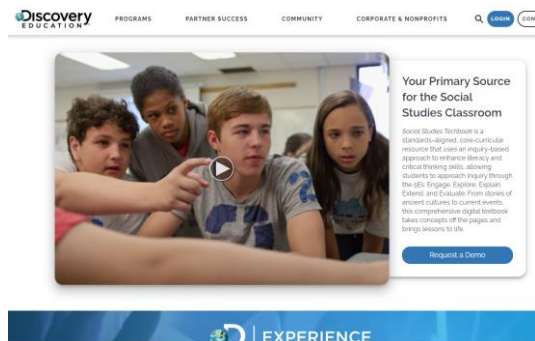 Discovery
EDUCATION
PROGRAMS
PARTNER SUCCESS
COMMUNITY
CORPORATE & NONPROFITS
LOGIN
CON
Your Primary Source
for the Social
Studies Classroom
Social Studies Techbook is a
standards-aligned, core-curricular
resource that uses an inquiry-based
approach to enhance literacy and
critical thinking skills, allowing
students to approach inquiry through
the 5Es: Engage, Explore, Explain
Extend, and Evaluate. From stories of
ancient cultures to current events,
this comprehensive digital textbook
takes concepts off the pages and
brings lessons to life.
Request a Demo
EXPERIENCE